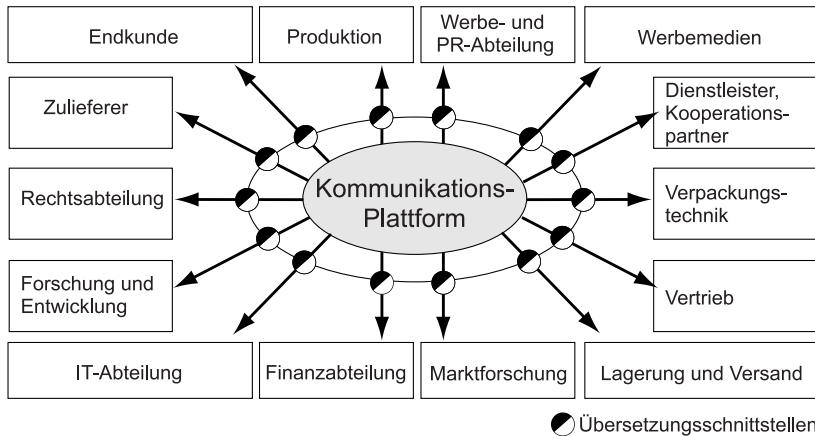 Endkunde
Produktion
Werbe- und
PR-Abteilung
Werbemedien
Zulieferer
Dienstleister,
Kooperations-
partner
Rechtsabteilung
Kommunikations-
Plattform
Verpackungs-
technik
Forschung und
Entwicklung
Vertrieb
IT-Abteilung
Finanzabteilung
Marktforschung
Lagerung und Versand
Übersetzungsschnittstellen